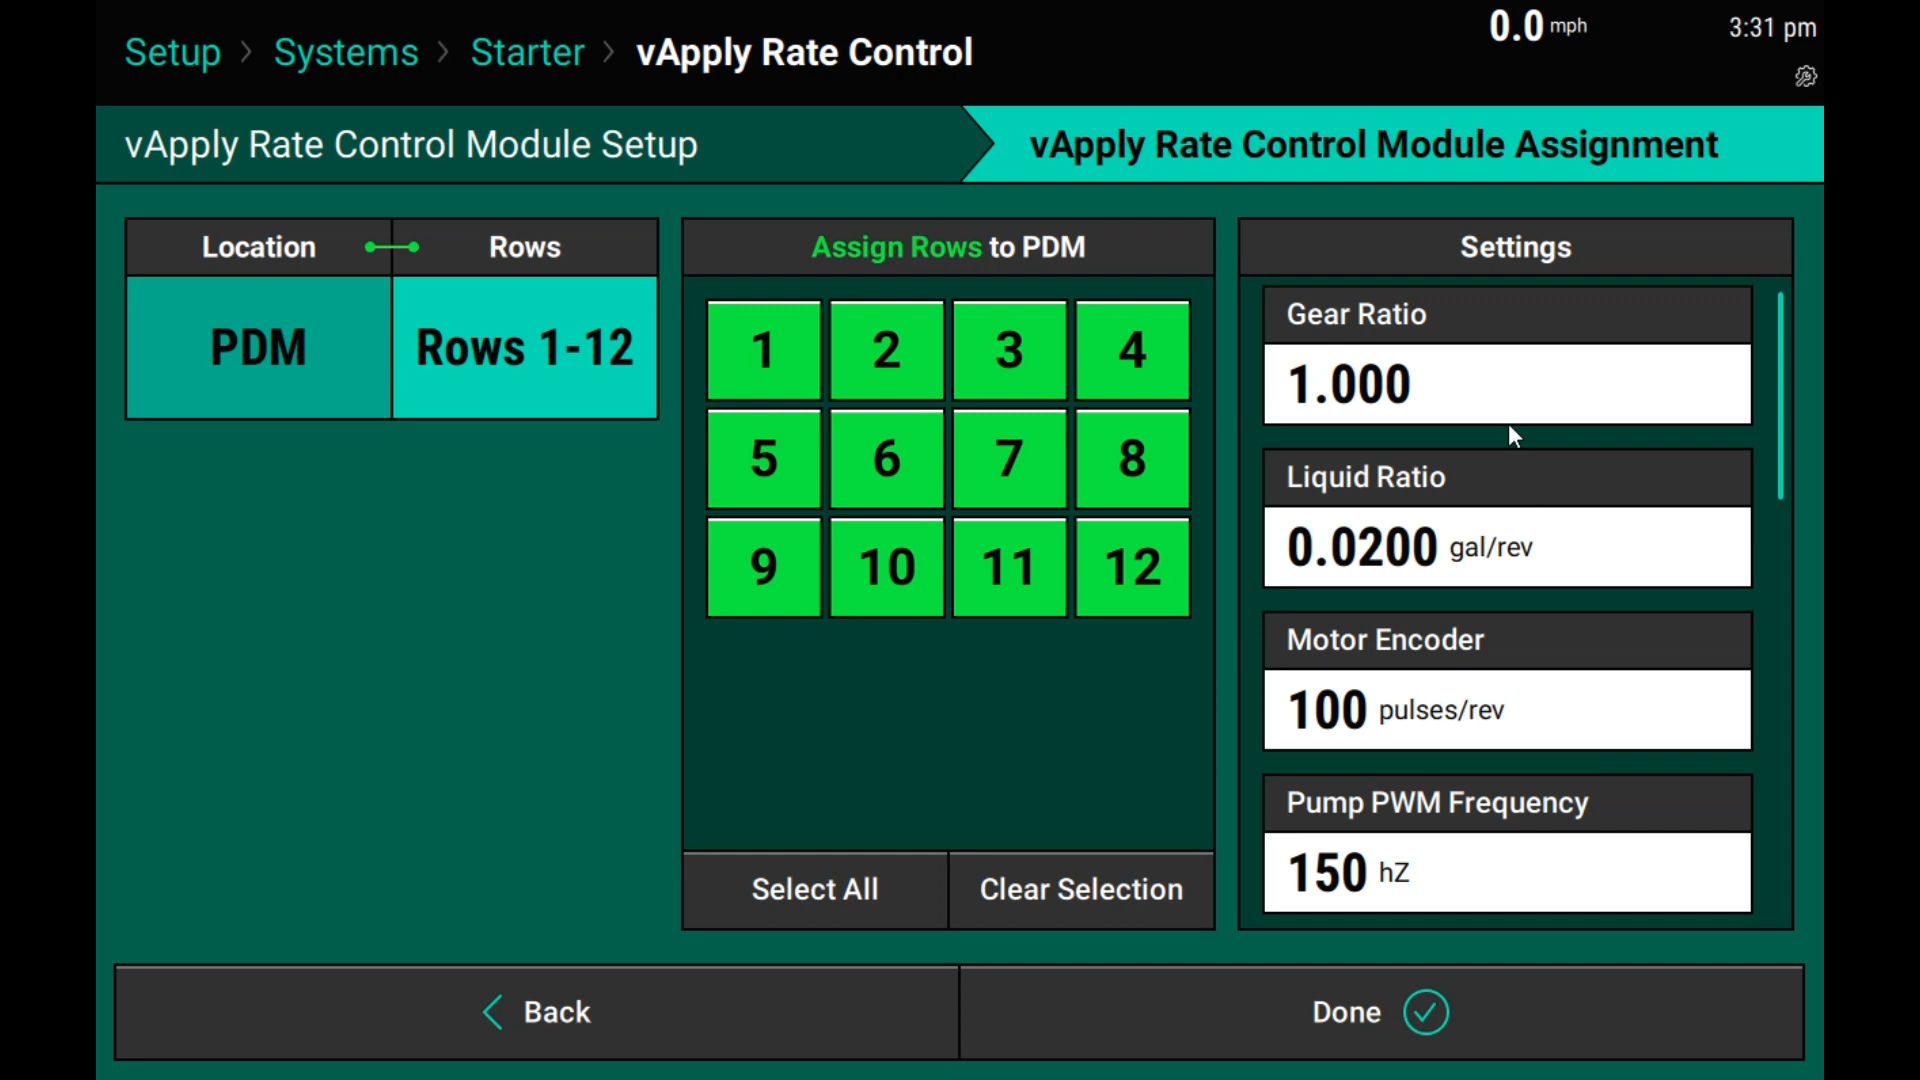 Setup > Systems > Starter > vApply Rate Control
0.0 mph
3:31 pm
vApply Rate Control Module Setup
vApply Rate Control Module Assignment
Location
Rows
PDM
Rows 1-12
Assign Rows to PDM
1 2 3 4
5 6 7 8
9 10 11 12
Select All
Clear Selection
Settings
Gear Ratio
1.000
Liquid Ratio
0.0200 gal/rev
Motor Encoder
100 pulses/rev
Pump PWM Frequency
150 hZ
Back
Done